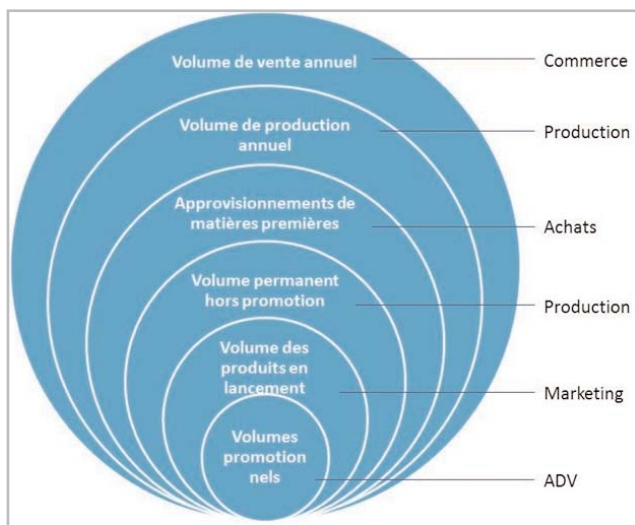 Volume de vente annuel
Commerce
Volume de production
annuel
Production
Approvisionnements de
matières premières
Achats
Volume permanent
hors promotion
Production
Volume des
produits en
lancement
Marketing
Volumes
promotion
nels
ADV